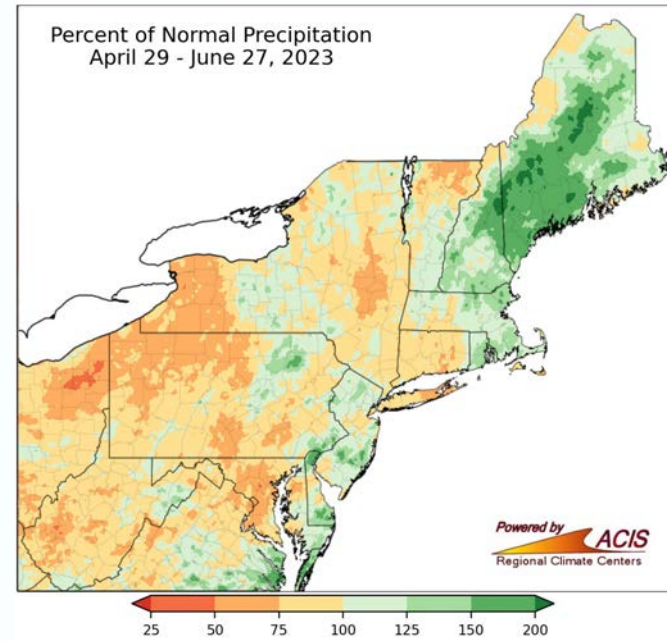 Percent of Normal Precipitation
April 29 - June 27, 2023
Powered by
ACIS
Regional Climate Centers
25 50 75 100 125 150 200